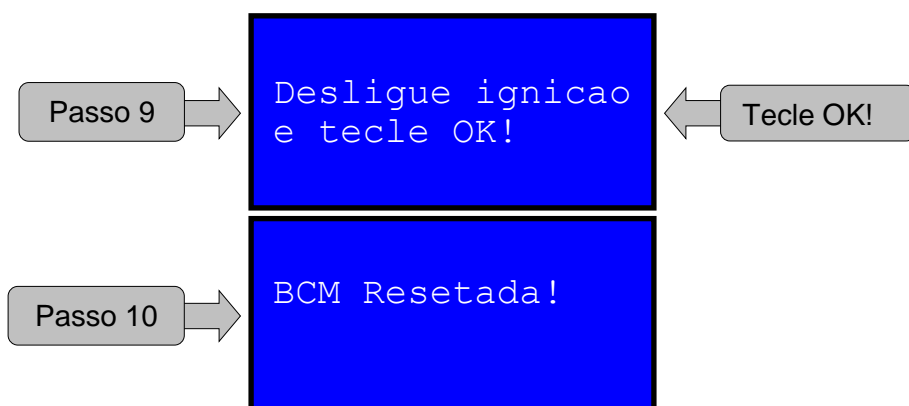 Passo 9
Desligue ignicao
e tecle OK!
Tecle OK!
Passo 10
BCM Resetada!